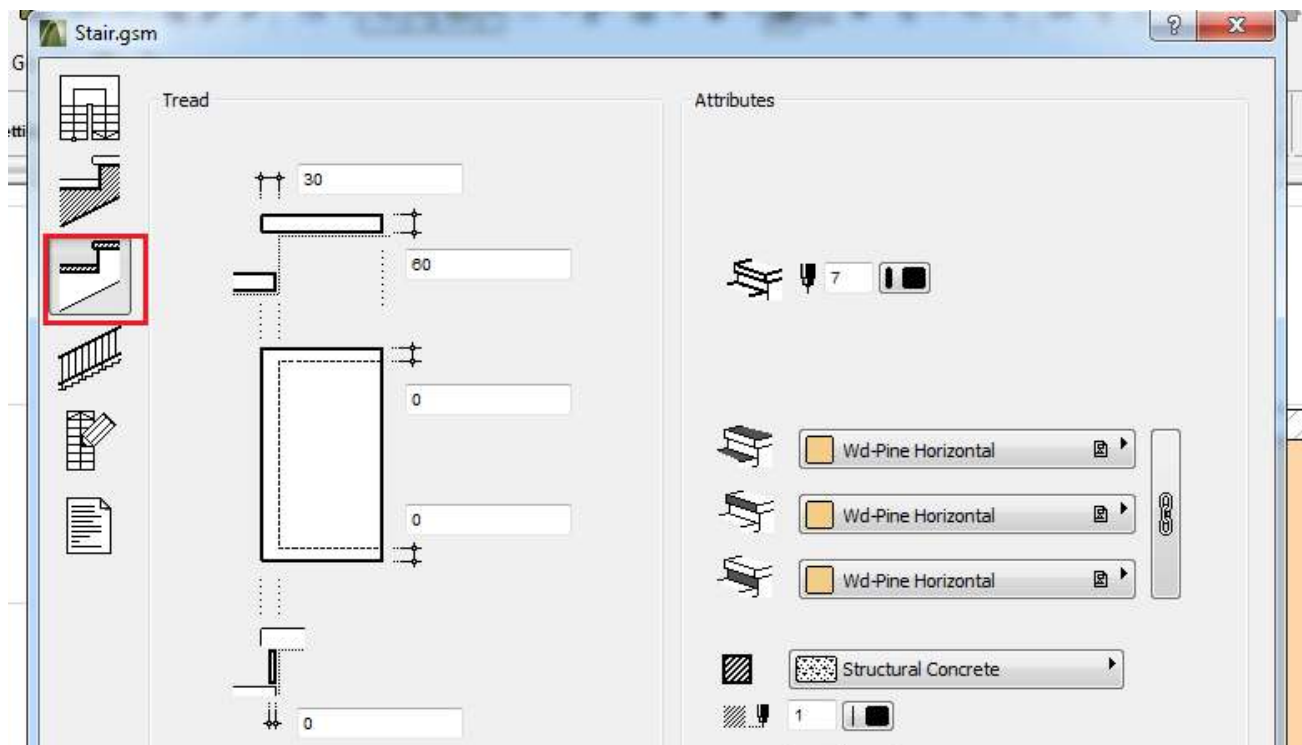 Stair.gsm
?
X
G
etti
Tread
Attributes
30
60
7
0
Wd-Pine Horizontal
Wd-Pine Horizontal
0
Wd-Pine Horizontal
Structural Concrete
0
1